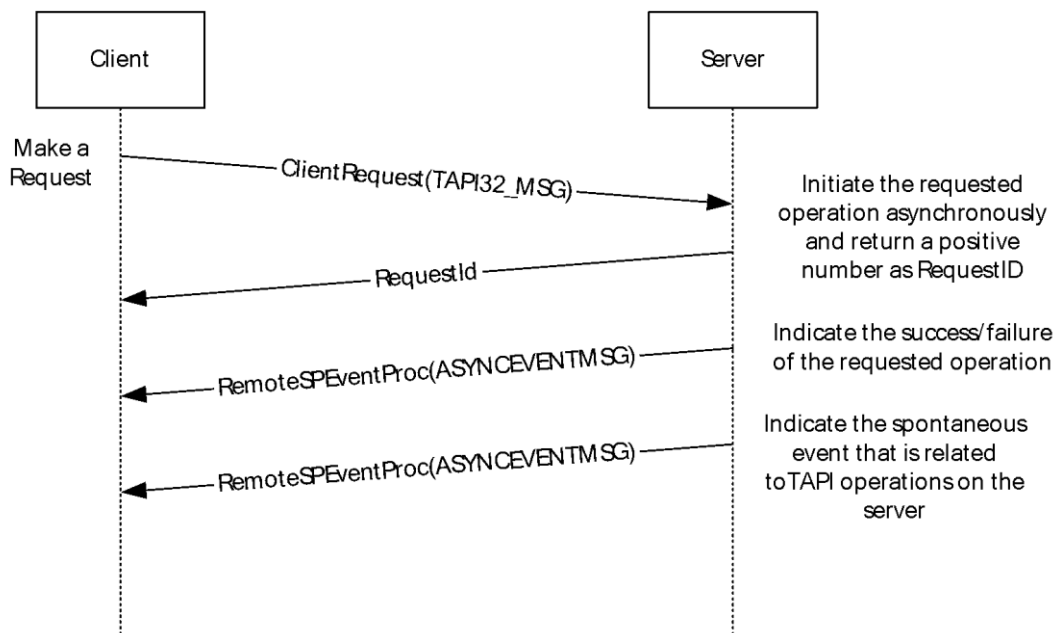 Client
Server
Make a
Request
ClientRequest(TAPI32_MSG)
Initiate the requested
operation asynchronously
and return a positive
number as RequestID
RequestId
Indicate the success/failure
of the requested operation
RemoteSPEventProc(ASYNCEVENTMSG)
Indicate the spontaneous
event that is related
to TAPI operations on the
server
RemoteSPEventProc(ASYNCEVENTMSG)